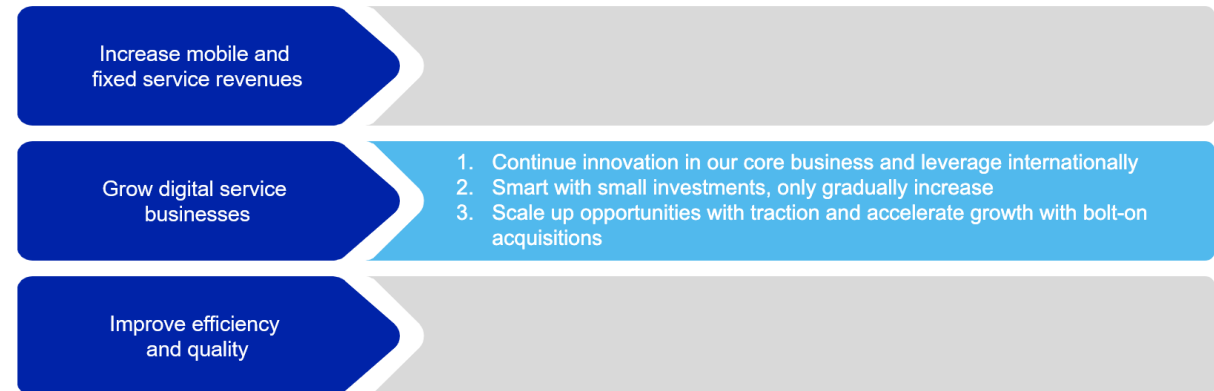 Increase mobile and
fixed service revenues
Grow digital service
businesses
1. Continue innovation in our core business and leverage internationally
2. Smart with small investments, only gradually increase
3. Scale up opportunities with traction and accelerate growth with bolt-on
acquisitions
Improve efficiency
and quality